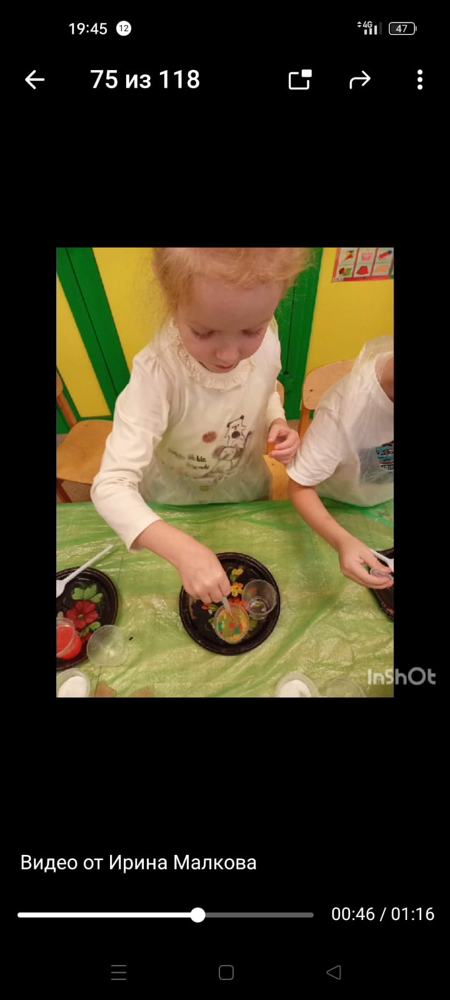 19:45 12
4G 47
75 из 118
InShOt
Видео от Ирина Малкова
00:46 / 01:16